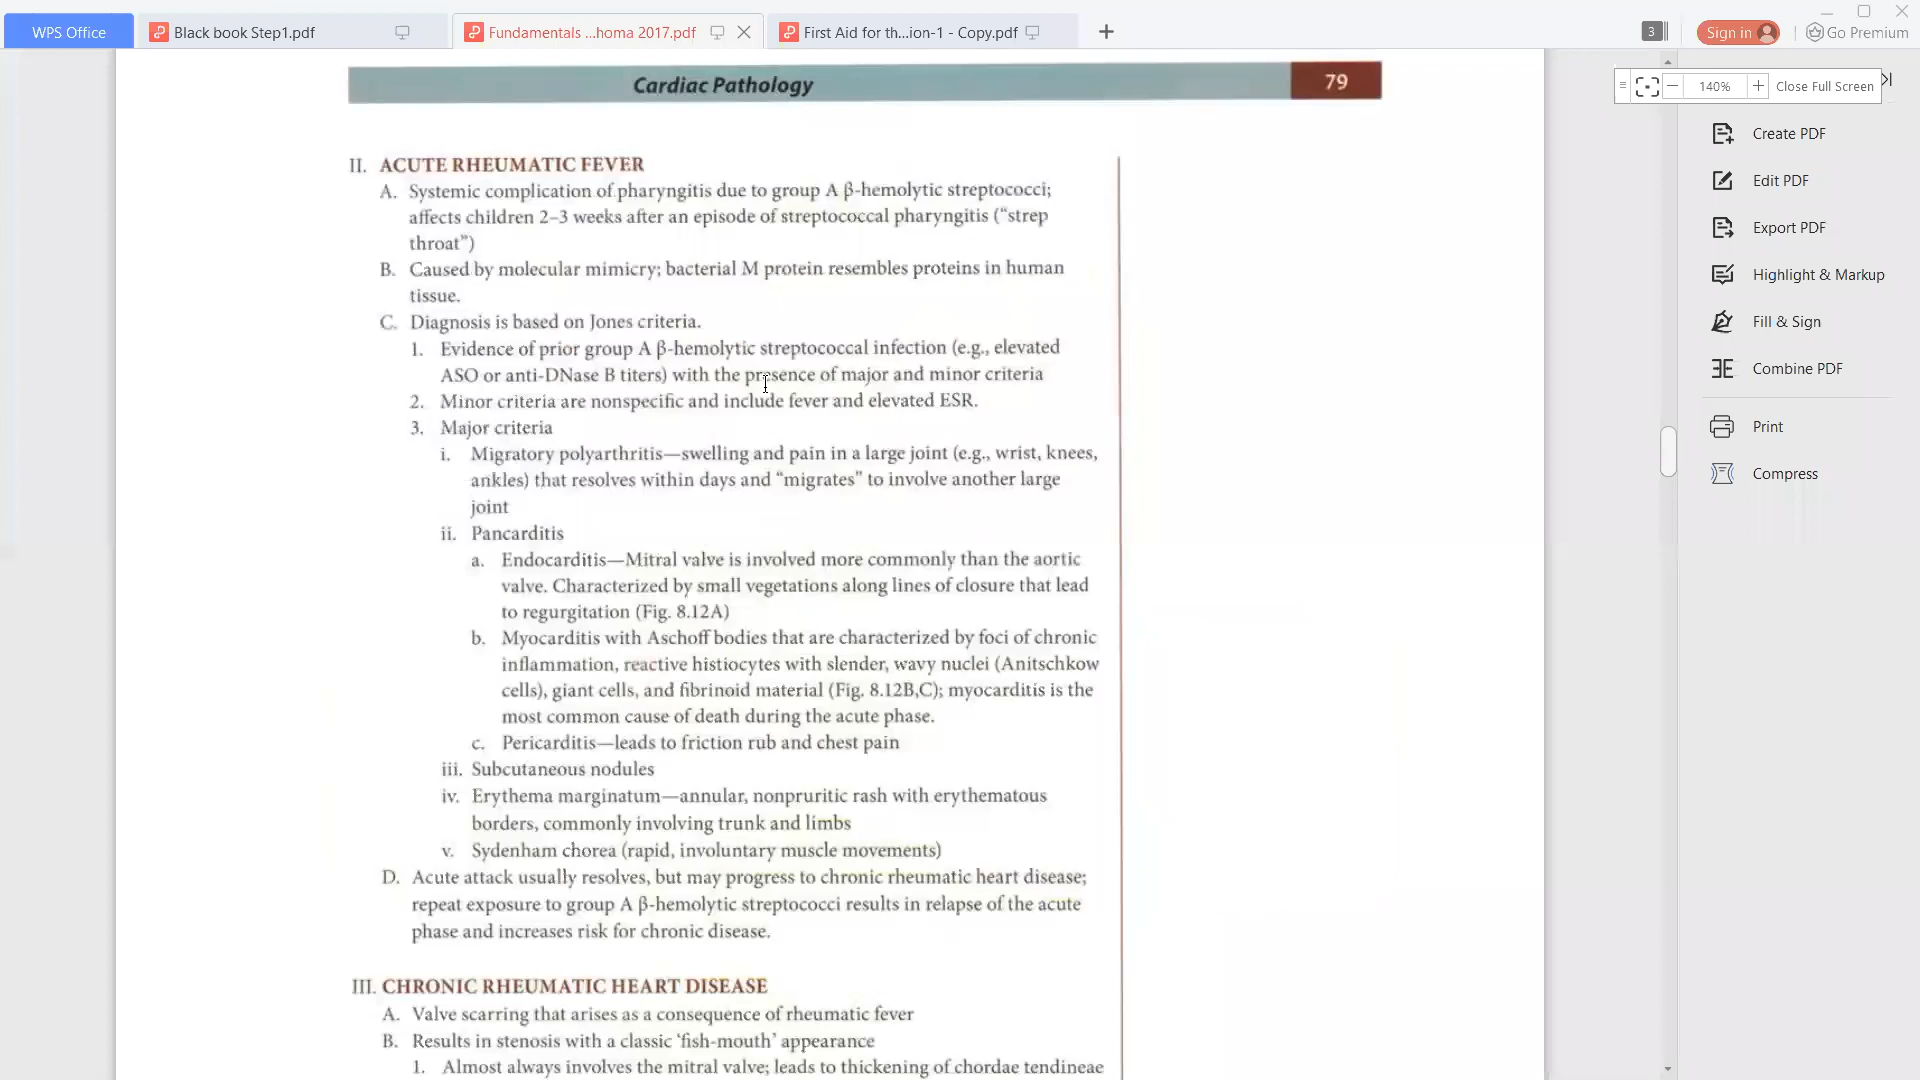 WPS Office
Black book Step1.pdf
Fundamentals ...homa 2017.pdf
First Aid for th...ion-1 - Copy.pdf
3
Sign in
Go Premium
Cardiac Pathology
79
140%
Close Full Screen
II. ACUTE RHEUMATIC FEVER
A. Systemic complication of pharyngitis due to group A β-hemolytic streptococci;
affects children 2–3 weeks after an episode of streptococcal pharyngitis (“strep
throat”)
B. Caused by molecular mimicry; bacterial M protein resembles proteins in human
tissue.
C. Diagnosis is based on Jones criteria.
1. Evidence of prior group A β-hemolytic streptococcal infection (e.g., elevated
ASO or anti-DNase B titers) with the presence of major and minor criteria
2. Minor criteria are nonspecific and include fever and elevated ESR.
3. Major criteria
i. Migratory polyarthritis—swelling and pain in a large joint (e.g., wrist, knees,
ankles) that resolves within days and “migrates” to involve another large
joint
ii. Pancarditis
a. Endocarditis—Mitral valve is involved more commonly than the aortic
valve. Characterized by small vegetations along lines of closure that lead
to regurgitation (Fig. 8.12A)
b. Myocarditis with Aschoff bodies that are characterized by foci of chronic
inflammation, reactive histiocytes with slender, wavy nuclei (Anitschkow
cells), giant cells, and fibrinoid material (Fig. 8.12B,C); myocarditis is the
most common cause of death during the acute phase.
c. Pericarditis—leads to friction rub and chest pain
iii. Subcutaneous nodules
iv. Erythema marginatum—annular, nonpruritic rash with erythematous
borders, commonly involving trunk and limbs
v. Sydenham chorea (rapid, involuntary muscle movements)
D. Acute attack usually resolves, but may progress to chronic rheumatic heart disease;
repeat exposure to group A β-hemolytic streptococci results in relapse of the acute
phase and increases risk for chronic disease.
III. CHRONIC RHEUMATIC HEART DISEASE
A. Valve scarring that arises as a consequence of rheumatic fever
B. Results in stenosis with a classic ‘fish-mouth’ appearance
1. Almost always involves the mitral valve; leads to thickening of chordae tendineae
Create PDF
Edit PDF
Export PDF
Highlight & Markup
Fill & Sign
Combine PDF
Print
Compress